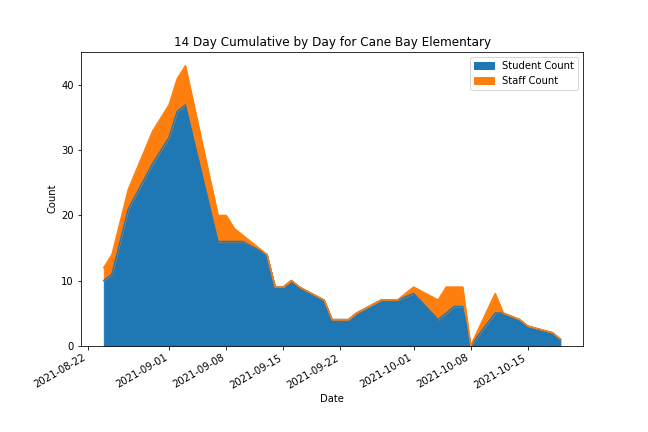 14 Day Cumulative by Day for Cane Bay Elementary
Student Count
Staff Count
Count
40
30
20
10
0
2021-08-22
2021-09-01
2021-09-08
2021-09-15
2021-09-22
2021-10-01
2021-10-08
2021-10-15
Date